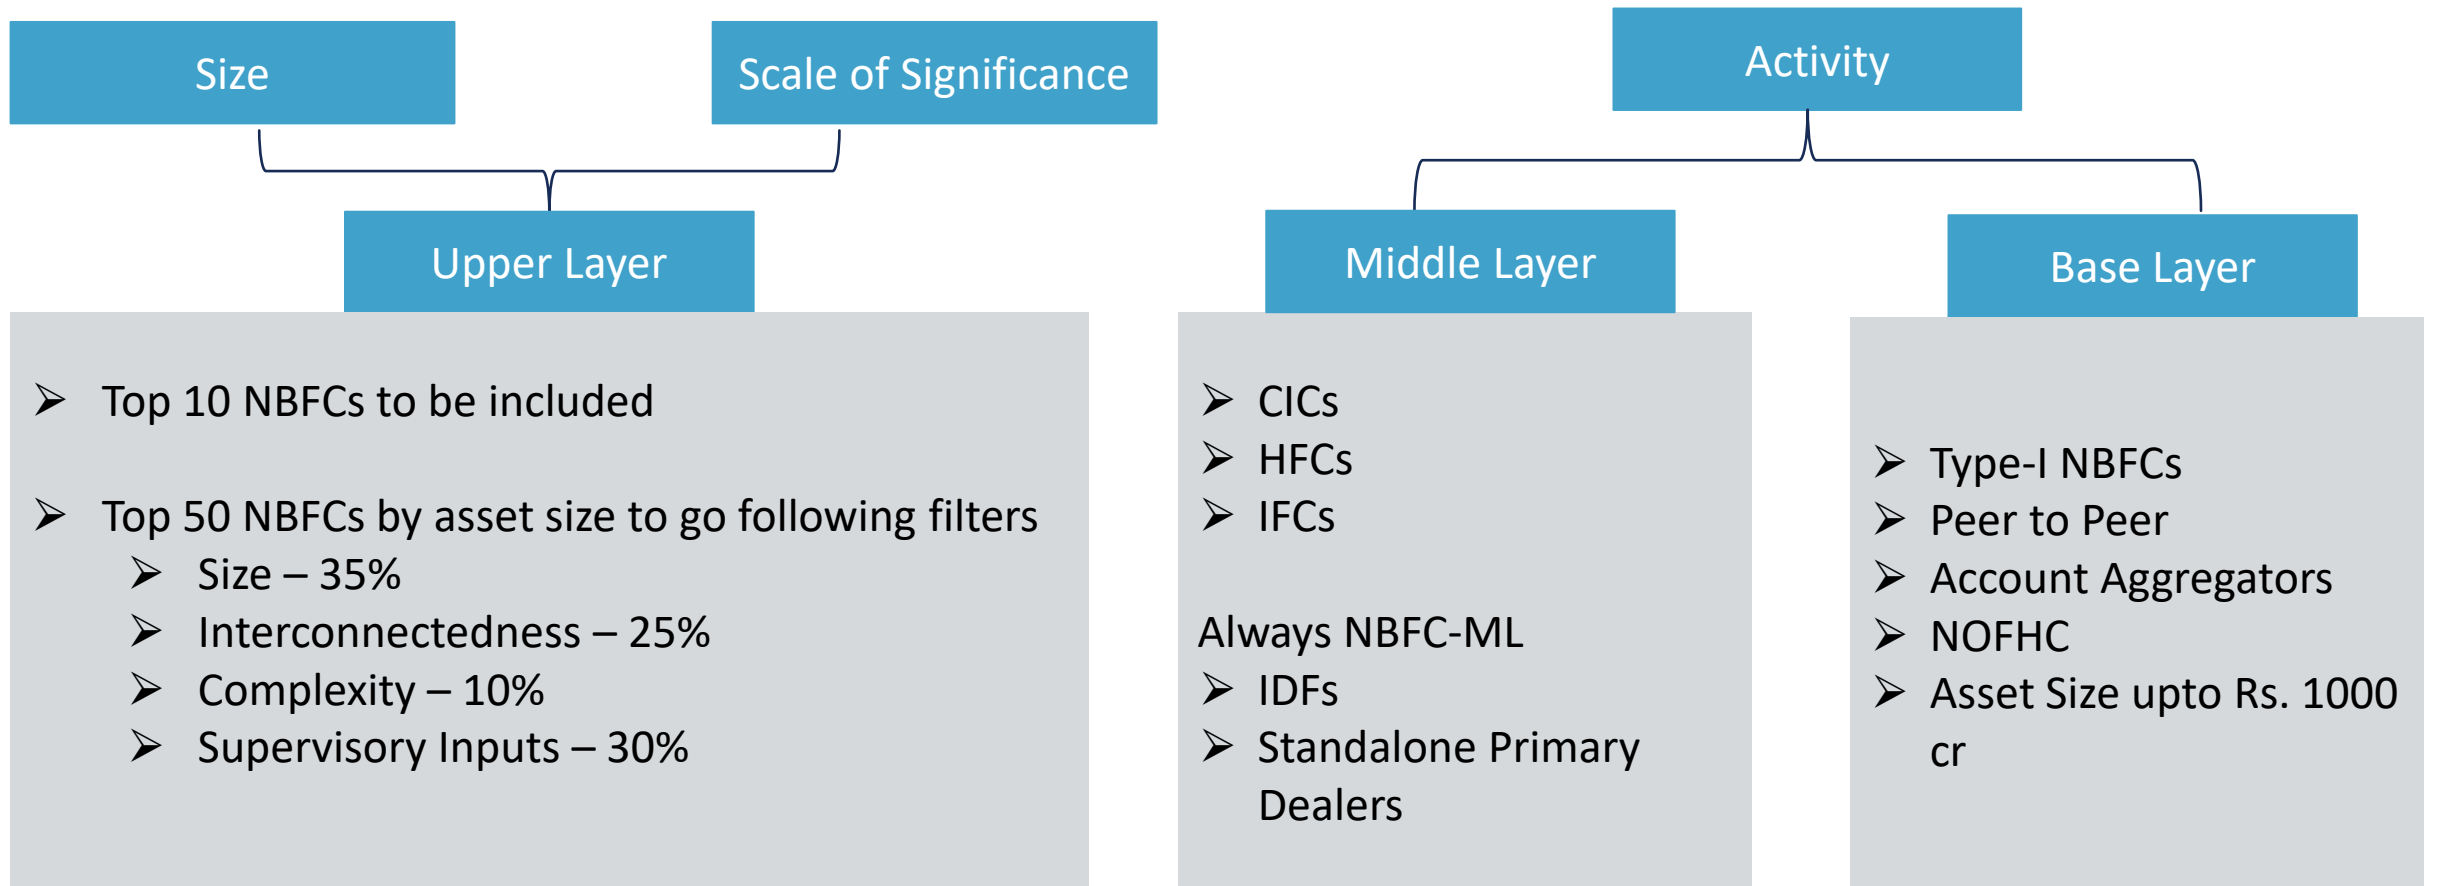 Size
Scale of Significance
Activity
Upper Layer
Middle Layer
Base Layer
➢ Top 10 NBFCs to be included
➢ Top 50 NBFCs by asset size to go following filters
➢ Size – 35%
➢ Interconnectedness – 25%
➢ Complexity – 10%
➢ Supervisory Inputs – 30%
➢ CICs
➢ HFCs
➢ IFCs
Always NBFC-ML
➢ IDFs
➢ Standalone Primary
Dealers
➢ Type-I NBFCs
➢ Peer to Peer
➢ Account Aggregators
➢ NOFHC
➢ Asset Size upto Rs. 1000
cr